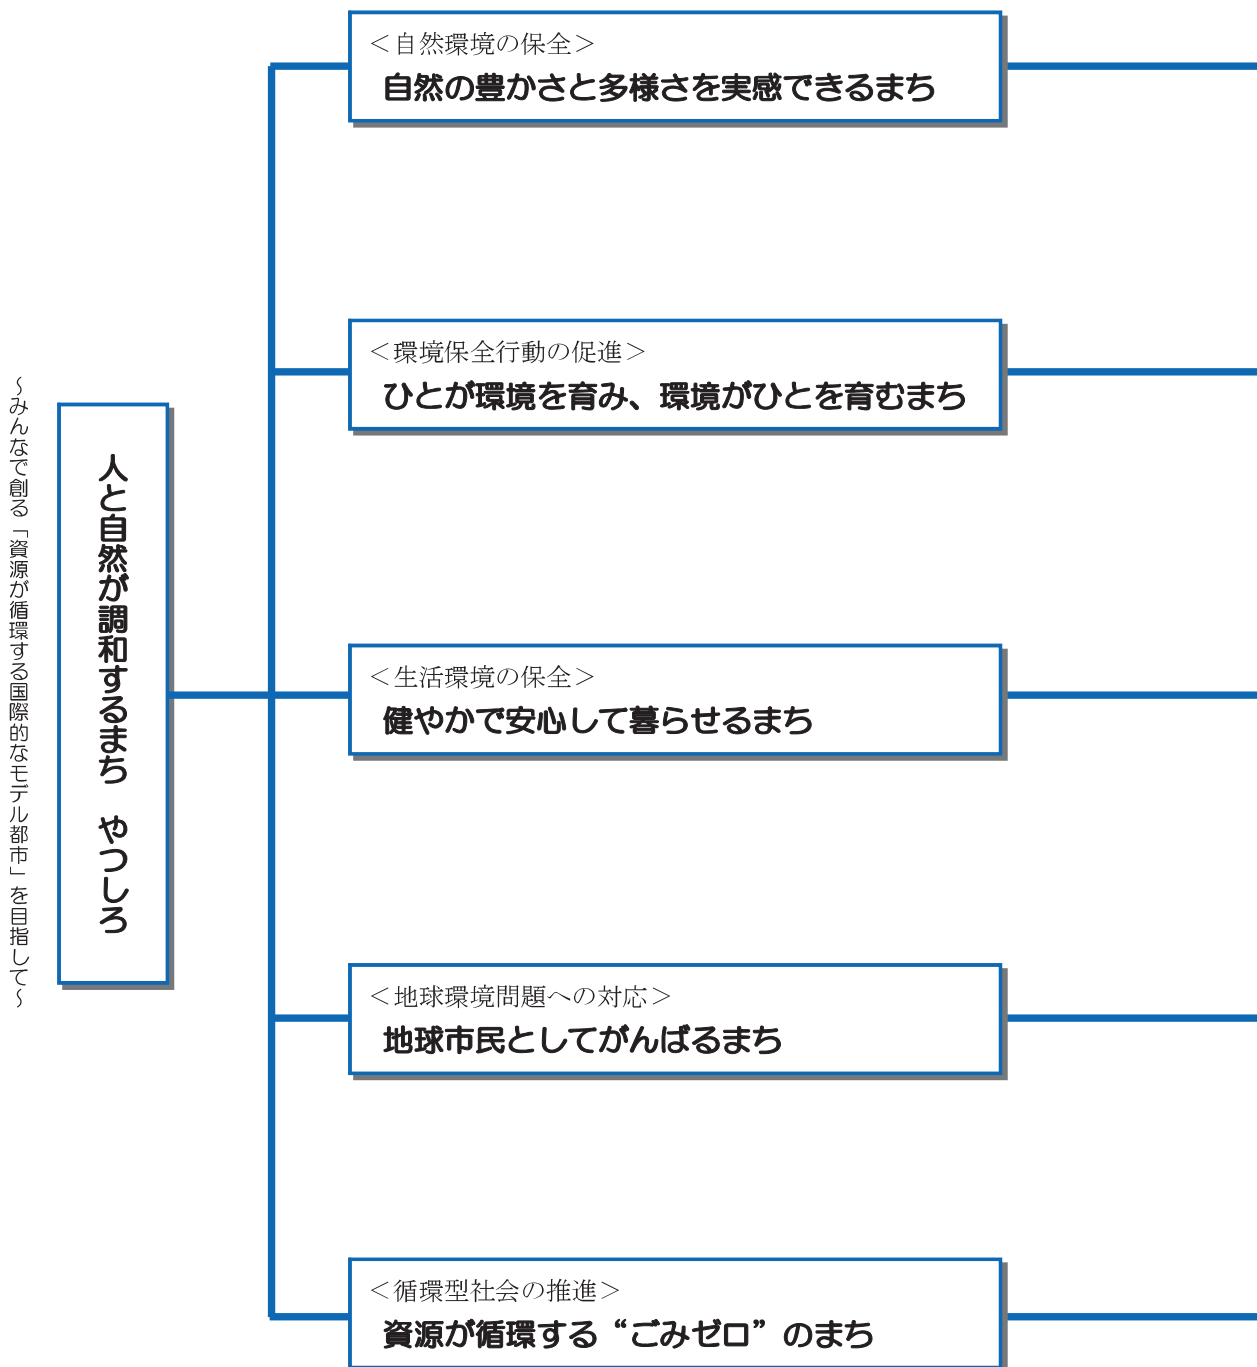 ～みんなで創る「資源が循環する国際的なモデル都市」を目指して～
人と自然が調和するまち　やつしろ
＜自然環境の保全＞
自然の豊かさと多様さを実感できるまち
＜環境保全行動の促進＞
ひとが環境を育み、環境がひとを育むまち
＜生活環境の保全＞
健やかで安心して暮らせるまち
＜地球環境問題への対応＞
地球市民としてがんばるまち
＜循環型社会の推進＞
資源が循環する“ごみゼロ”のまち